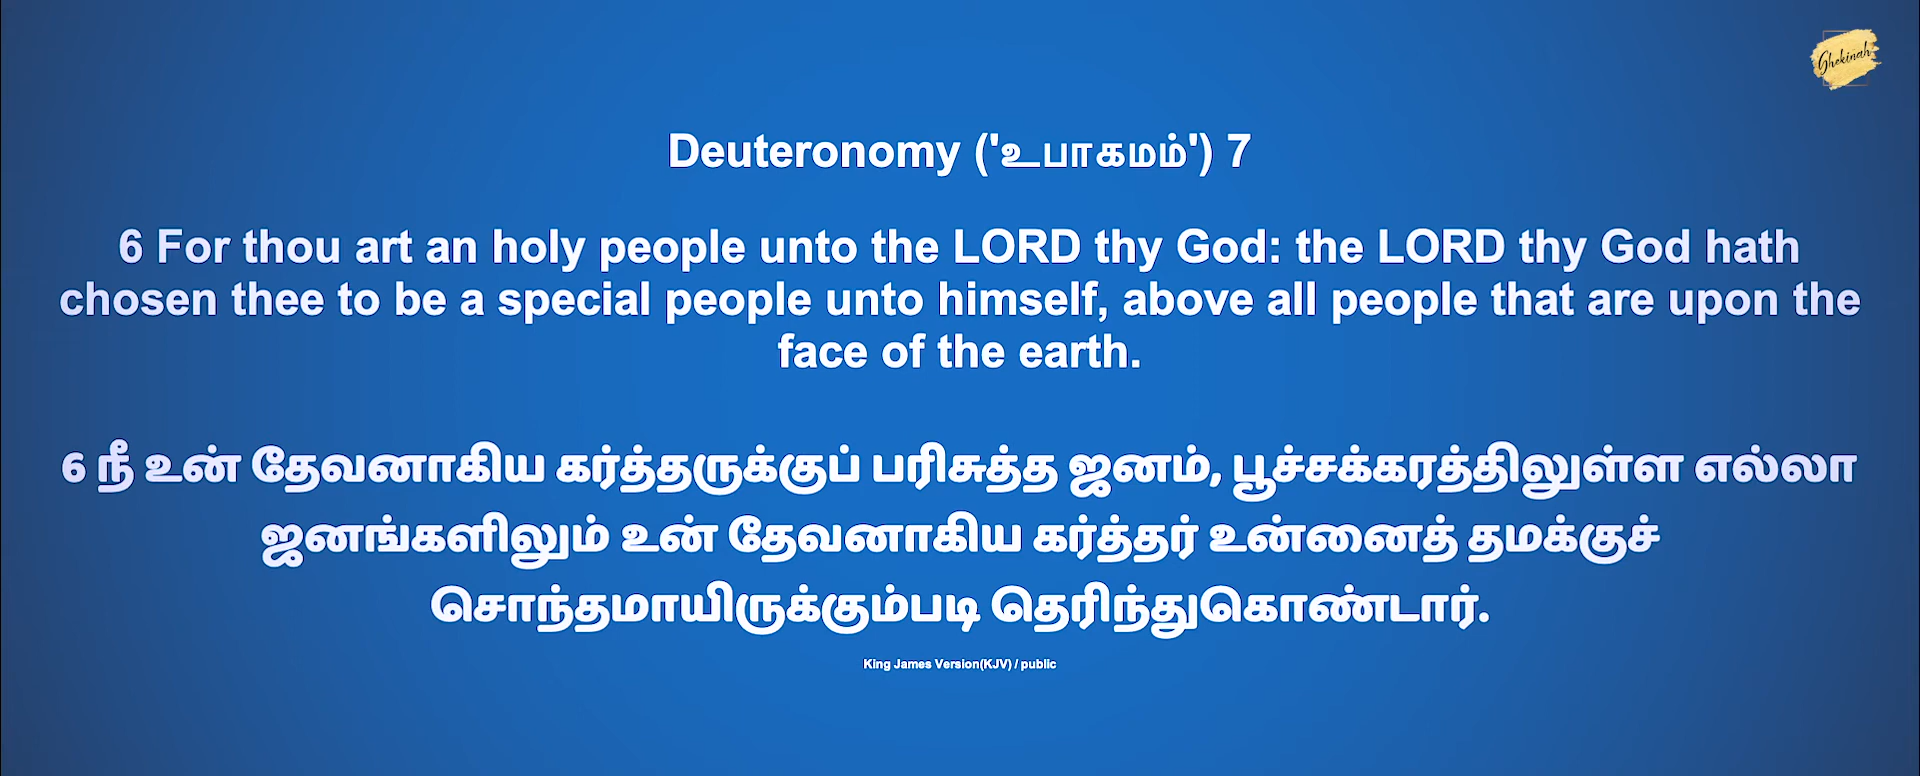 Ghekinah
Deuteronomy ('உபாகமம்') 7
6 For thou art an holy people unto the LORD thy God: the LORD thy God hath
chosen thee to be a special people unto himself, above all people that are upon the
face of the earth.
6 நீ உன் தேவனாகிய கர்த்தருக்குப் பரிசுத்த ஜனம், பூச்சக்கரத்திலுள்ள எல்லா
ஜனங்களிலும் உன் தேவனாகிய கர்த்தர் உன்னைத் தமக்குச்
சொந்தமாயிருக்கும்படி தெரிந்துகொண்டார்.
King James Version(KJV) / public